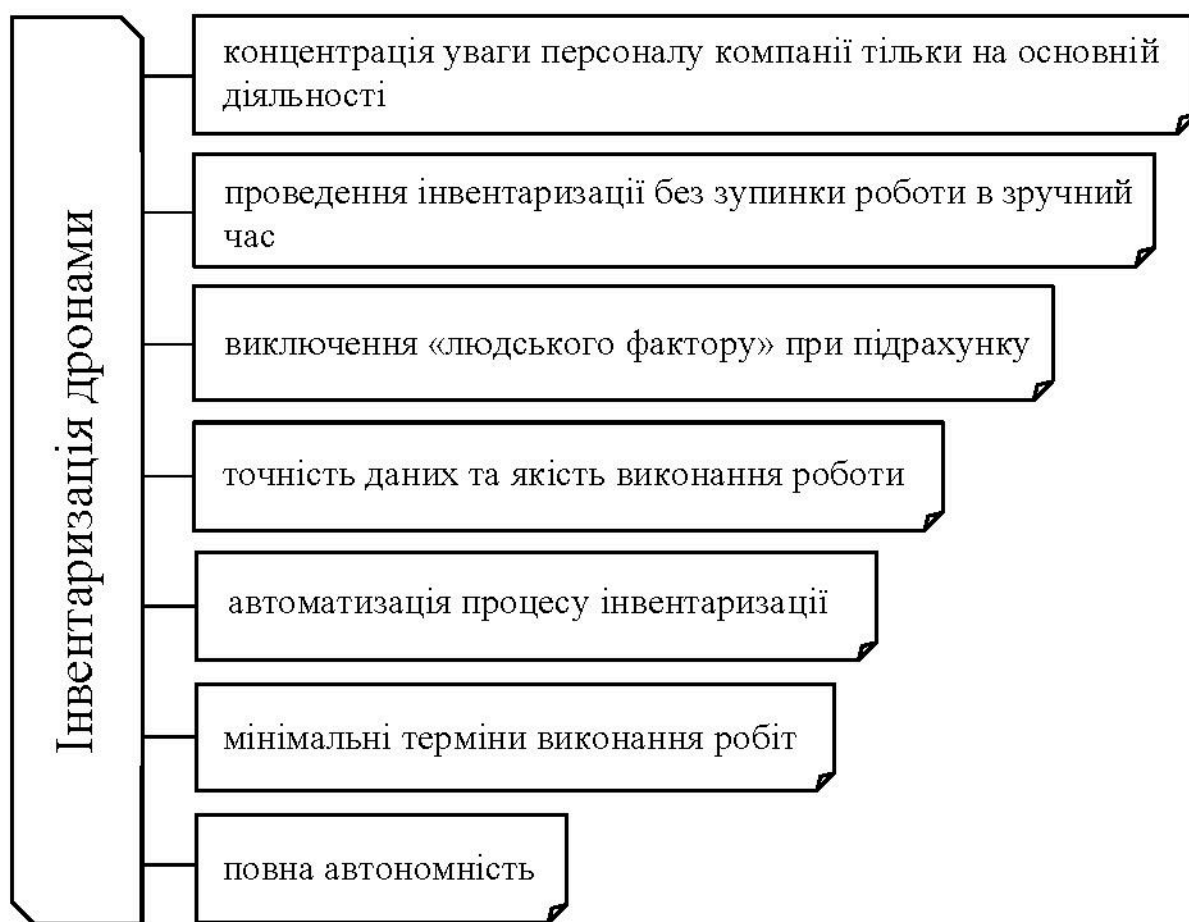 Інвентаризація дронами
концентрація уваги персоналу компанії тільки на основній
діяльності
проведення інвентаризації без зупинки роботи в зручний
час
виключення «людського фактору» при підрахунку
точність даних та якість виконання роботи
автоматизація процесу інвентаризації
мінімальні терміни виконання робіт
повна автономність